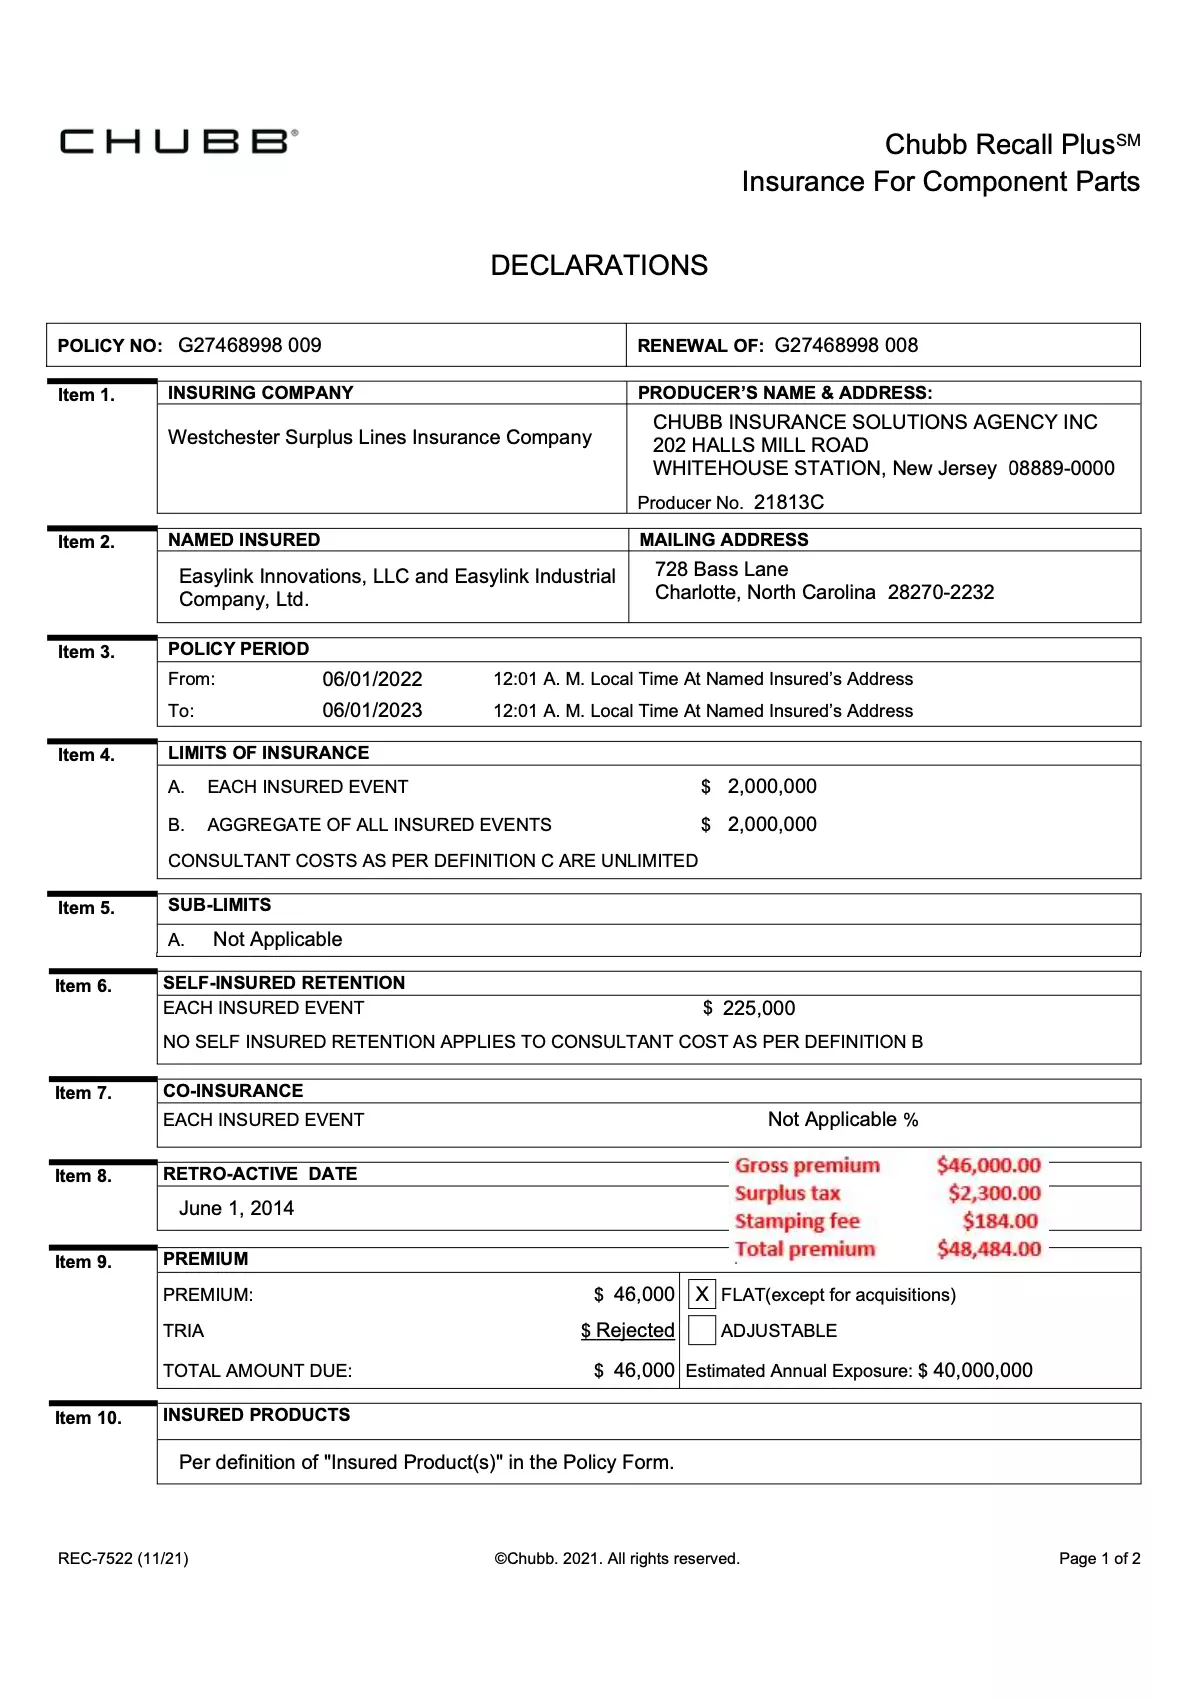 CHUBB®
Chubb Recall Plus℠
Insurance For Component Parts
DECLARATIONS
POLICY NO: G27468998 009
RENEWAL OF: G27468998 008
Item 1.
INSURING COMPANY
Westchester Surplus Lines Insurance Company
PRODUCER'S NAME & ADDRESS:
CHUBB INSURANCE SOLUTIONS AGENCY INC
202 HALLS MILL ROAD
WHITEHOUSE STATION, New Jersey 08889-0000
Producer No. 21813C
Item 2.
NAMED INSURED
Easylink Innovations, LLC and Easylink Industrial
Company, Ltd.
MAILING ADDRESS
728 Bass Lane
Charlotte, North Carolina 28270-2232
Item 3.
POLICY PERIOD
From: 06/01/2022 12:01 A. M. Local Time At Named Insured's Address
To: 06/01/2023 12:01 A. M. Local Time At Named Insured's Address
Item 4.
LIMITS OF INSURANCE
A. EACH INSURED EVENT $ 2,000,000
B. AGGREGATE OF ALL INSURED EVENTS $ 2,000,000
CONSULTANT COSTS AS PER DEFINITION C ARE UNLIMITED
Item 5.
SUB-LIMITS
A. Not Applicable
Item 6.
SELF-INSURED RETENTION
EACH INSURED EVENT $ 225,000
NO SELF INSURED RETENTION APPLIES TO CONSULTANT COST AS PER DEFINITION B
Item 7.
CO-INSURANCE
EACH INSURED EVENT Not Applicable %
Item 8.
RETRO-ACTIVE DATE
June 1, 2014
Gross premium $46,000.00
Surplus tax $2,300.00
Stamping fee $184.00
Total premium $48,484.00
Item 9.
PREMIUM
PREMIUM: $ 46,000 X FLAT(except for acquisitions)
TRIA $ Rejected ADJUSTABLE
TOTAL AMOUNT DUE: $ 46,000 Estimated Annual Exposure: $ 40,000,000
Item 10.
INSURED PRODUCTS
Per definition of "Insured Product(s)" in the Policy Form.
REC-7522 (11/21) ©Chubb. 2021. All rights reserved. Page 1 of 2